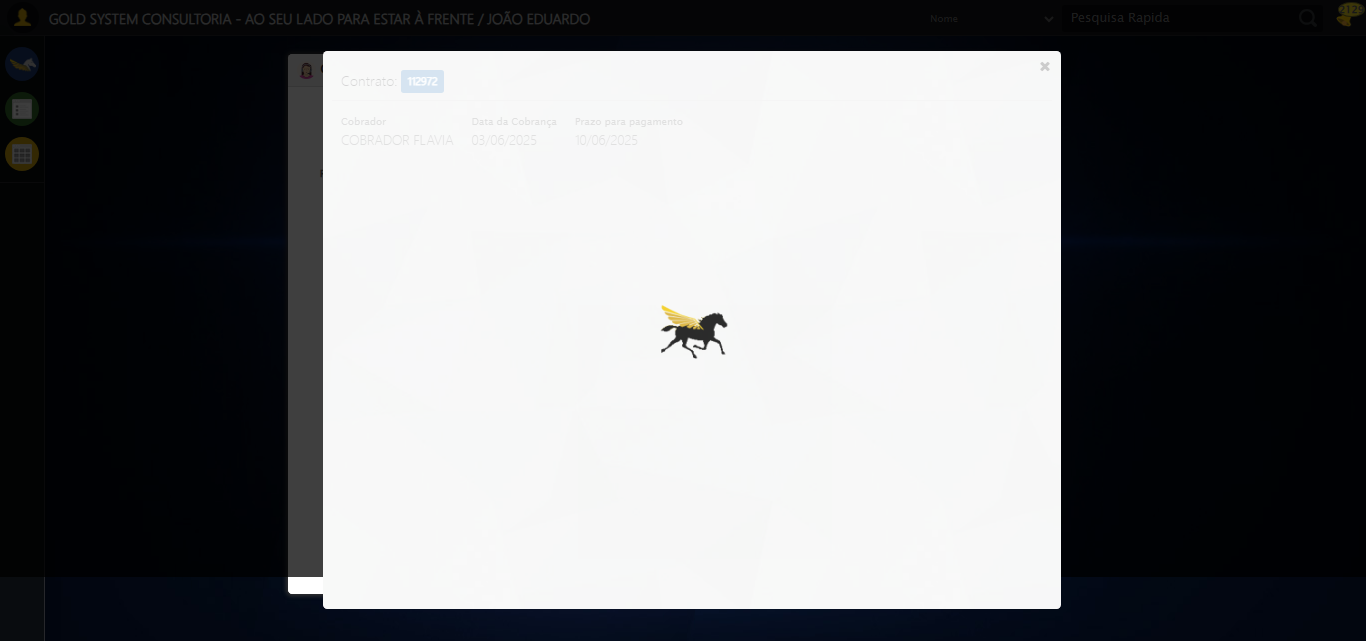 GOLD SYSTEM CONSULTORIA - AO SEU LADO PARA ESTAR À FRENTE / JOÃO EDUARDO
Nome
Pesquisa Rapida
Contrato: 112972
Cobrador Data da Cobrança Prazo para pagamento
COBRADOR FLAVIA 03/06/2025 10/06/2025